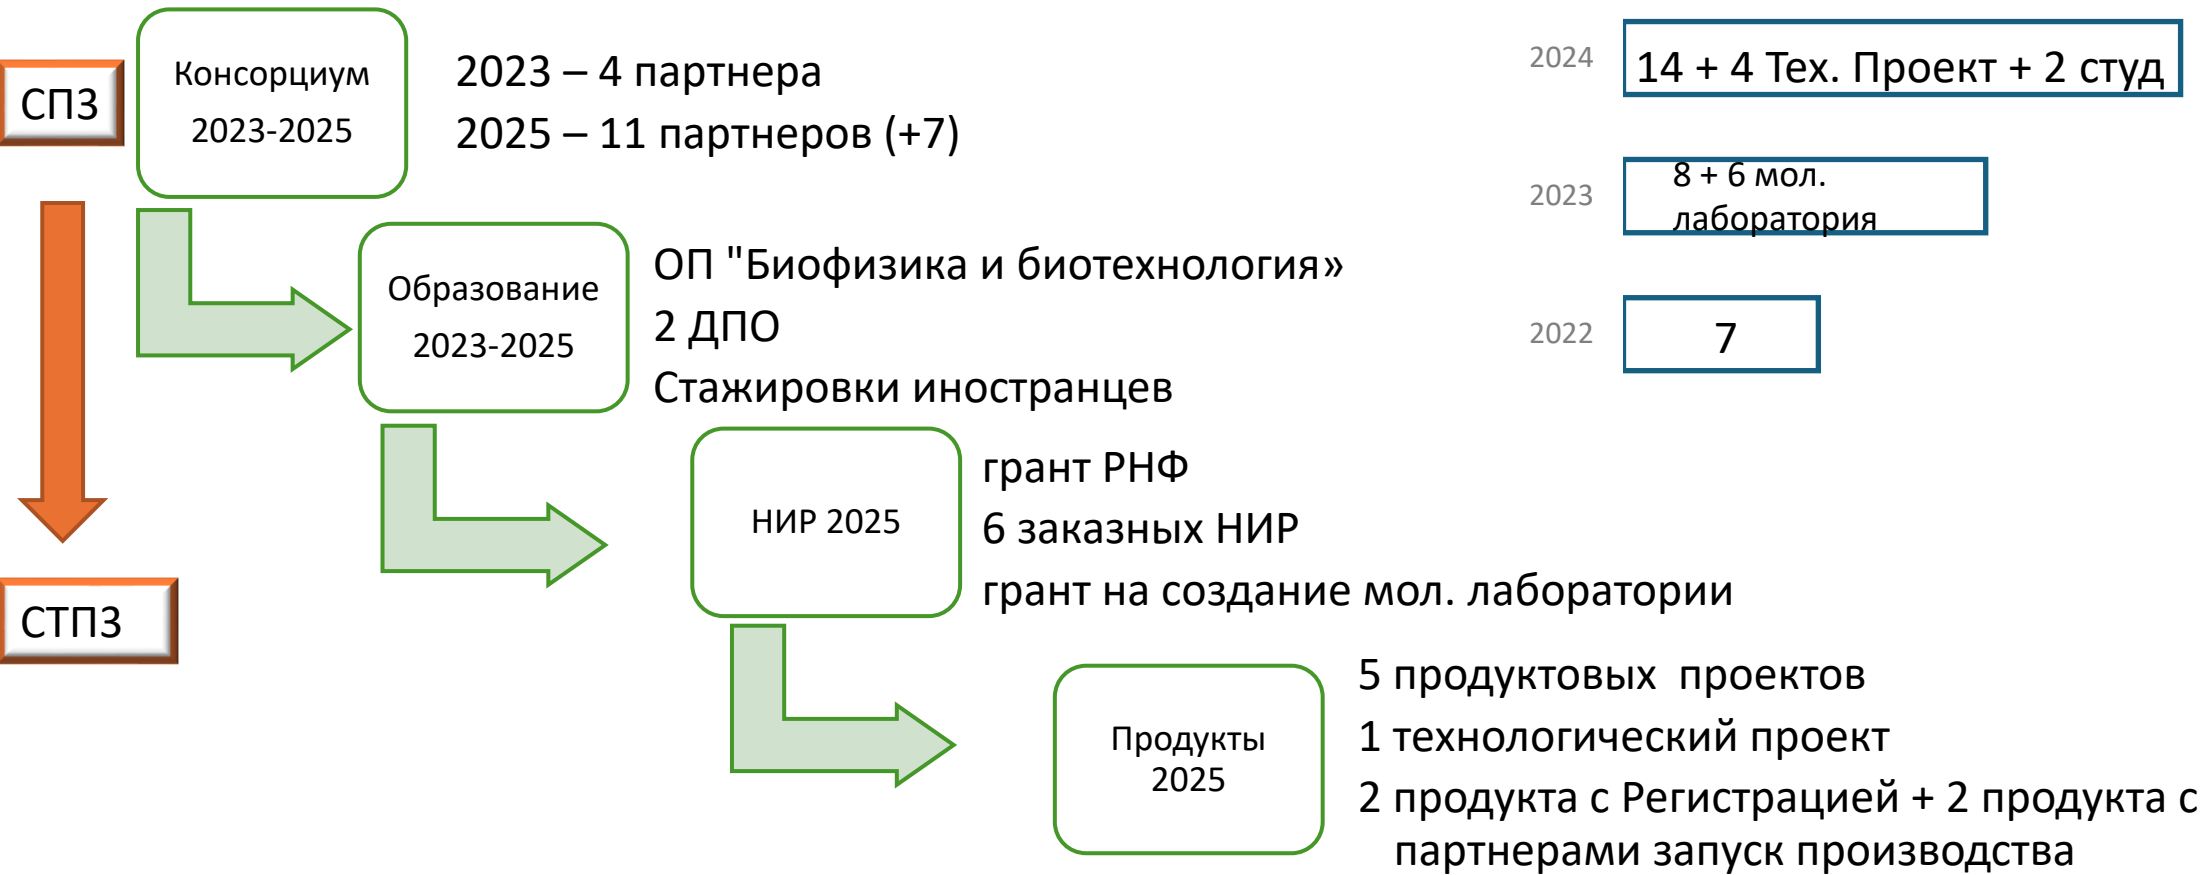 СП3
Консорциум
2023-2025
2023 – 4 партнера
2025 – 11 партнеров (+7)
2024
14 + 4 Тех. Проект + 2 студ
2023
8 + 6 мол.
лаборатория
2022
7
Образование
2023-2025
ОП "Биофизика и биотехнология»
2 ДПО
Стажировки иностранцев
НИР 2025
грант РНФ
6 заказных НИР
грант на создание мол. лаборатории
СТП3
Продукты
2025
5 продуктовых  проектов
1 технологический проект
2 продукта с Регистрацией + 2 продукта с
партнерами запуск производства